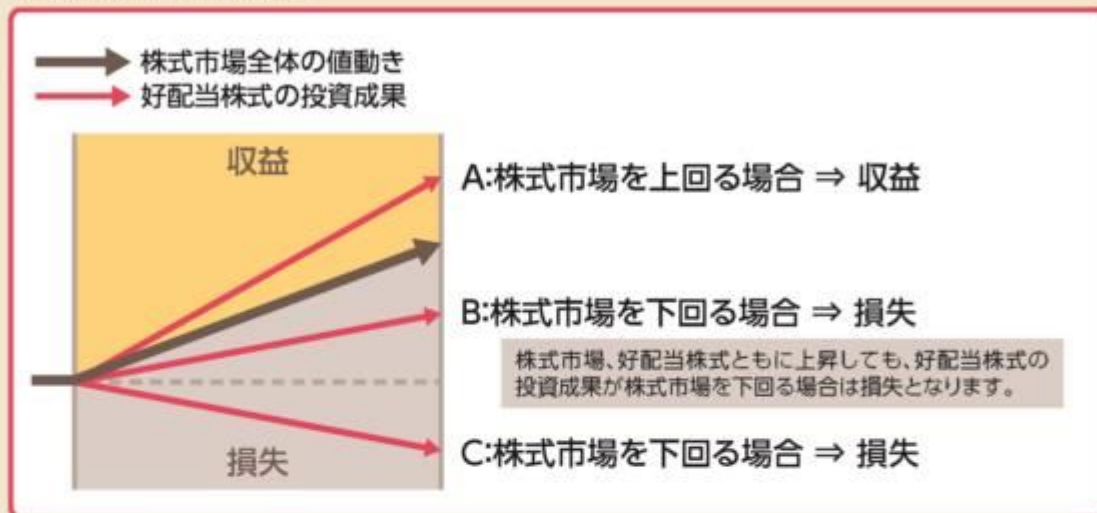 株式市場全体の値動き
好配当株式の投資成果
収益
A:株式市場を上回る場合 ⇒ 収益
B:株式市場を下回る場合 ⇒ 損失
株式市場、好配当株式ともに上昇しても、好配当株式の
投資成果が株式市場を下回る場合は損失となります。
C:株式市場を下回る場合 ⇒ 損失
損失